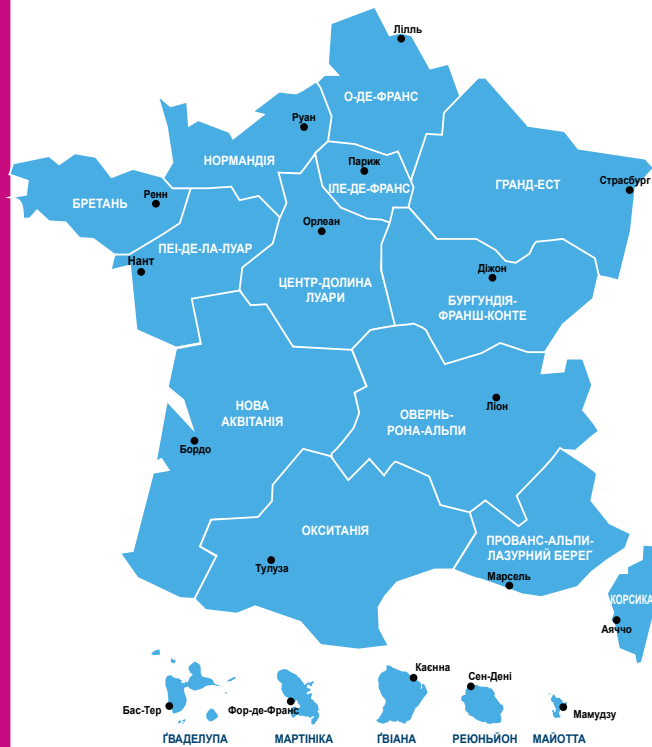 Лілль
О-ДЕ-ФРАНС
Руан
НОРМАНДІЯ
Париж
ІЛЕ-ДЕ-ФРАНС
ГРАНД-ЕСТ
Страсбург
БРЕТАНЬ
Ренн
ПЕІ-ДЕ-ЛА-ЛУАР
Нант
Орлеан
ЦЕНТР-ДОЛИНА
ЛУАРИ
Діжон
БУРГУНДІЯ-
ФРАНШ-КОНТЕ
НОВА
АКВІТАНІЯ
Бордо
Ліон
ОВЕРНЬ-
РОНА-АЛЬПИ
ОКСИТАНІЯ
Тулуза
ПРОВАНС-АЛЬПИ-
ЛАЗУРНИЙ БЕРЕГ
Марсель
КОРСИКА
Аяччо
Бас-Тер
ҐВАДЕЛУПА
Фор-де-Франс
МАРТІНІКА
Каєнна
ҐВІАНА
Сен-Дені
РЕЮНЬЙОН
Мамудзу
МАЙОТТА